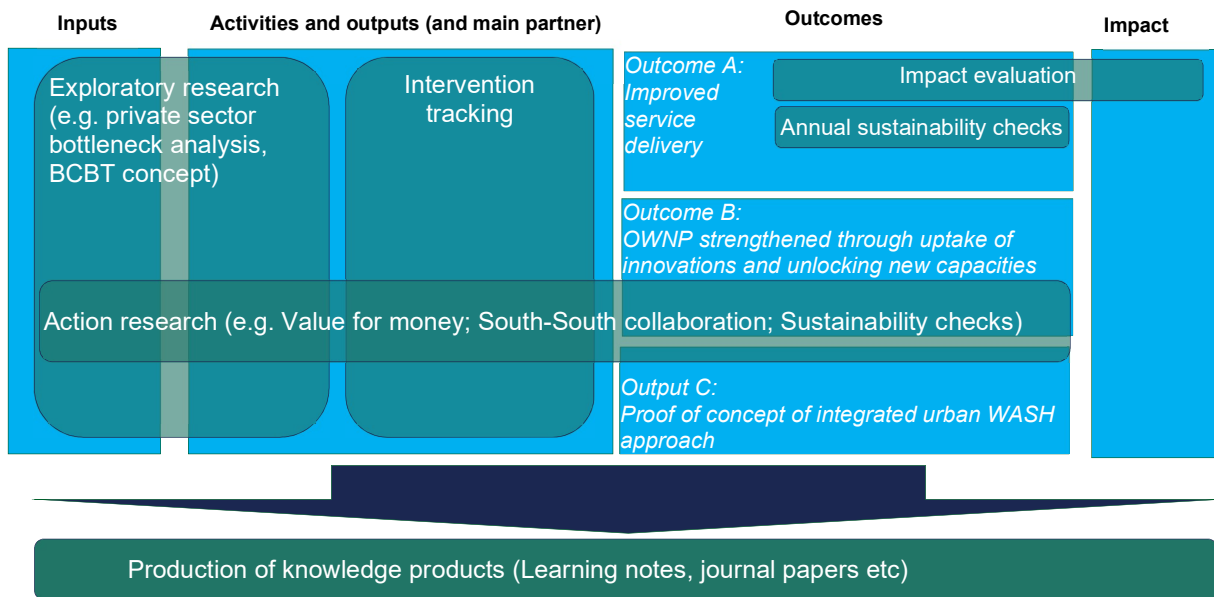 Inputs
Activities and outputs (and main partner)
Outcomes
Impact
Exploratory research
(e.g. private sector
bottleneck analysis,
BCBT concept)
Intervention
tracking
Outcome A:
Improved
service
delivery
Impact evaluation
Annual sustainability checks
Outcome B:
OWNP strengthened through uptake of
innovations and unlocking new capacities
Action research (e.g. Value for money; South-South collaboration; Sustainability checks)
Output C:
Proof of concept of integrated urban WASH
approach
Production of knowledge products (Learning notes, journal papers etc)